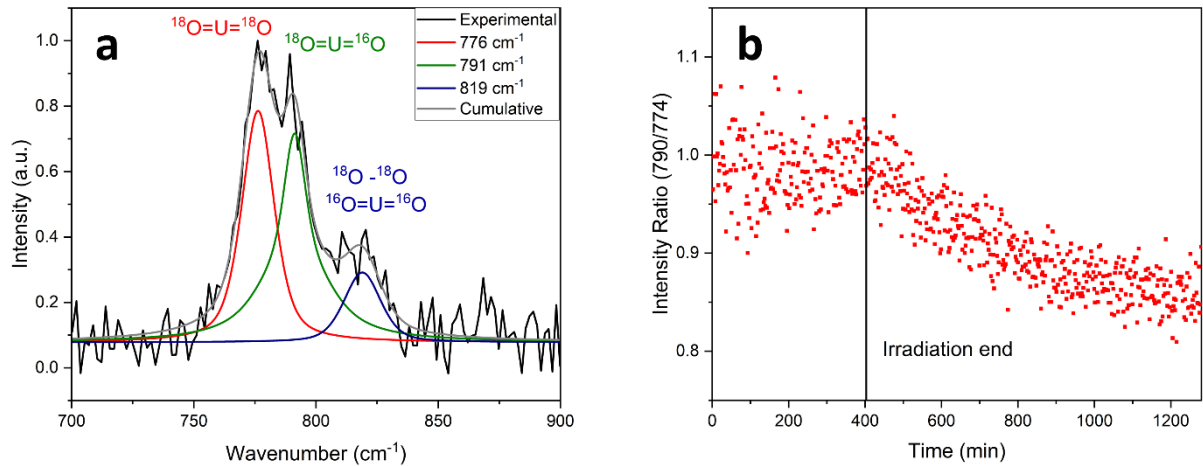 a
¹⁸O=U=¹⁸O
¹⁸O=U=¹⁶O
¹⁸O -¹⁸O
¹⁶O=U=¹⁶O
Experimental
776 cm⁻¹
791 cm⁻¹
819 cm⁻¹
Cumulative
Intensity (a.u.)
1.0
0.8
0.6
0.4
0.2
0.0
700 750 800 850 900
Wavenumber (cm⁻¹)
b
Intensity Ratio (790/774)
1.1
1.0
0.9
0.8
Irradiation end
0 200 400 600 800 1000 1200
Time (min)